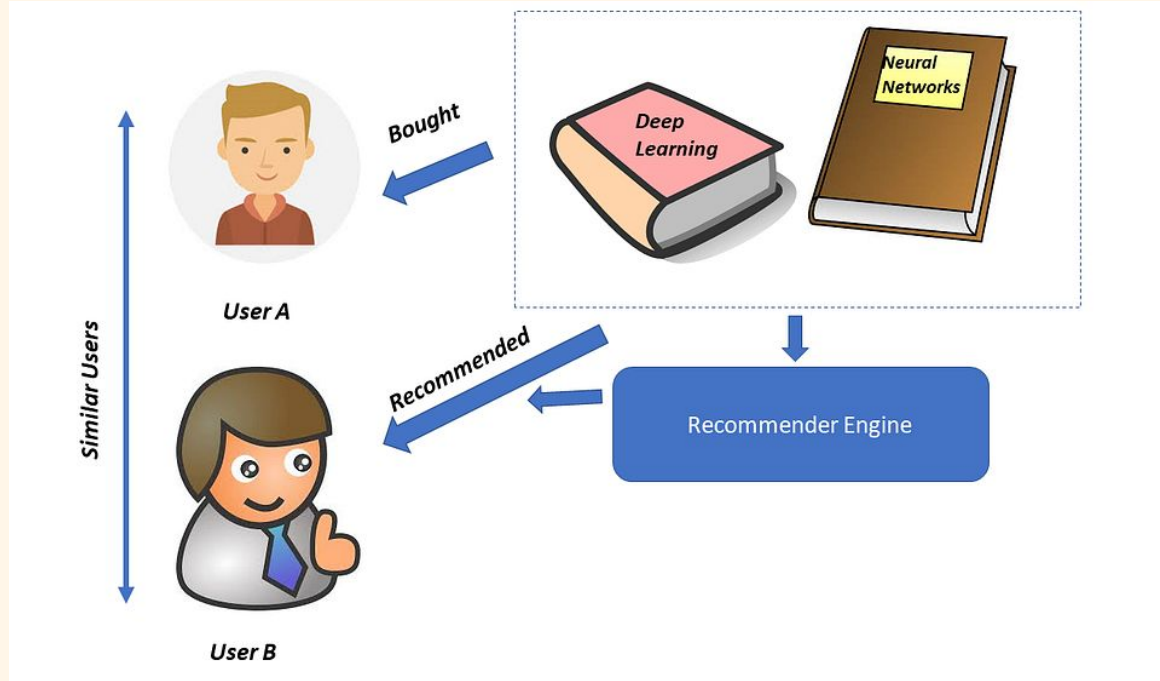 Neural
Networks
Deep
Learning
Bought
User A
Recommended
Similar Users
Recommender Engine
User B